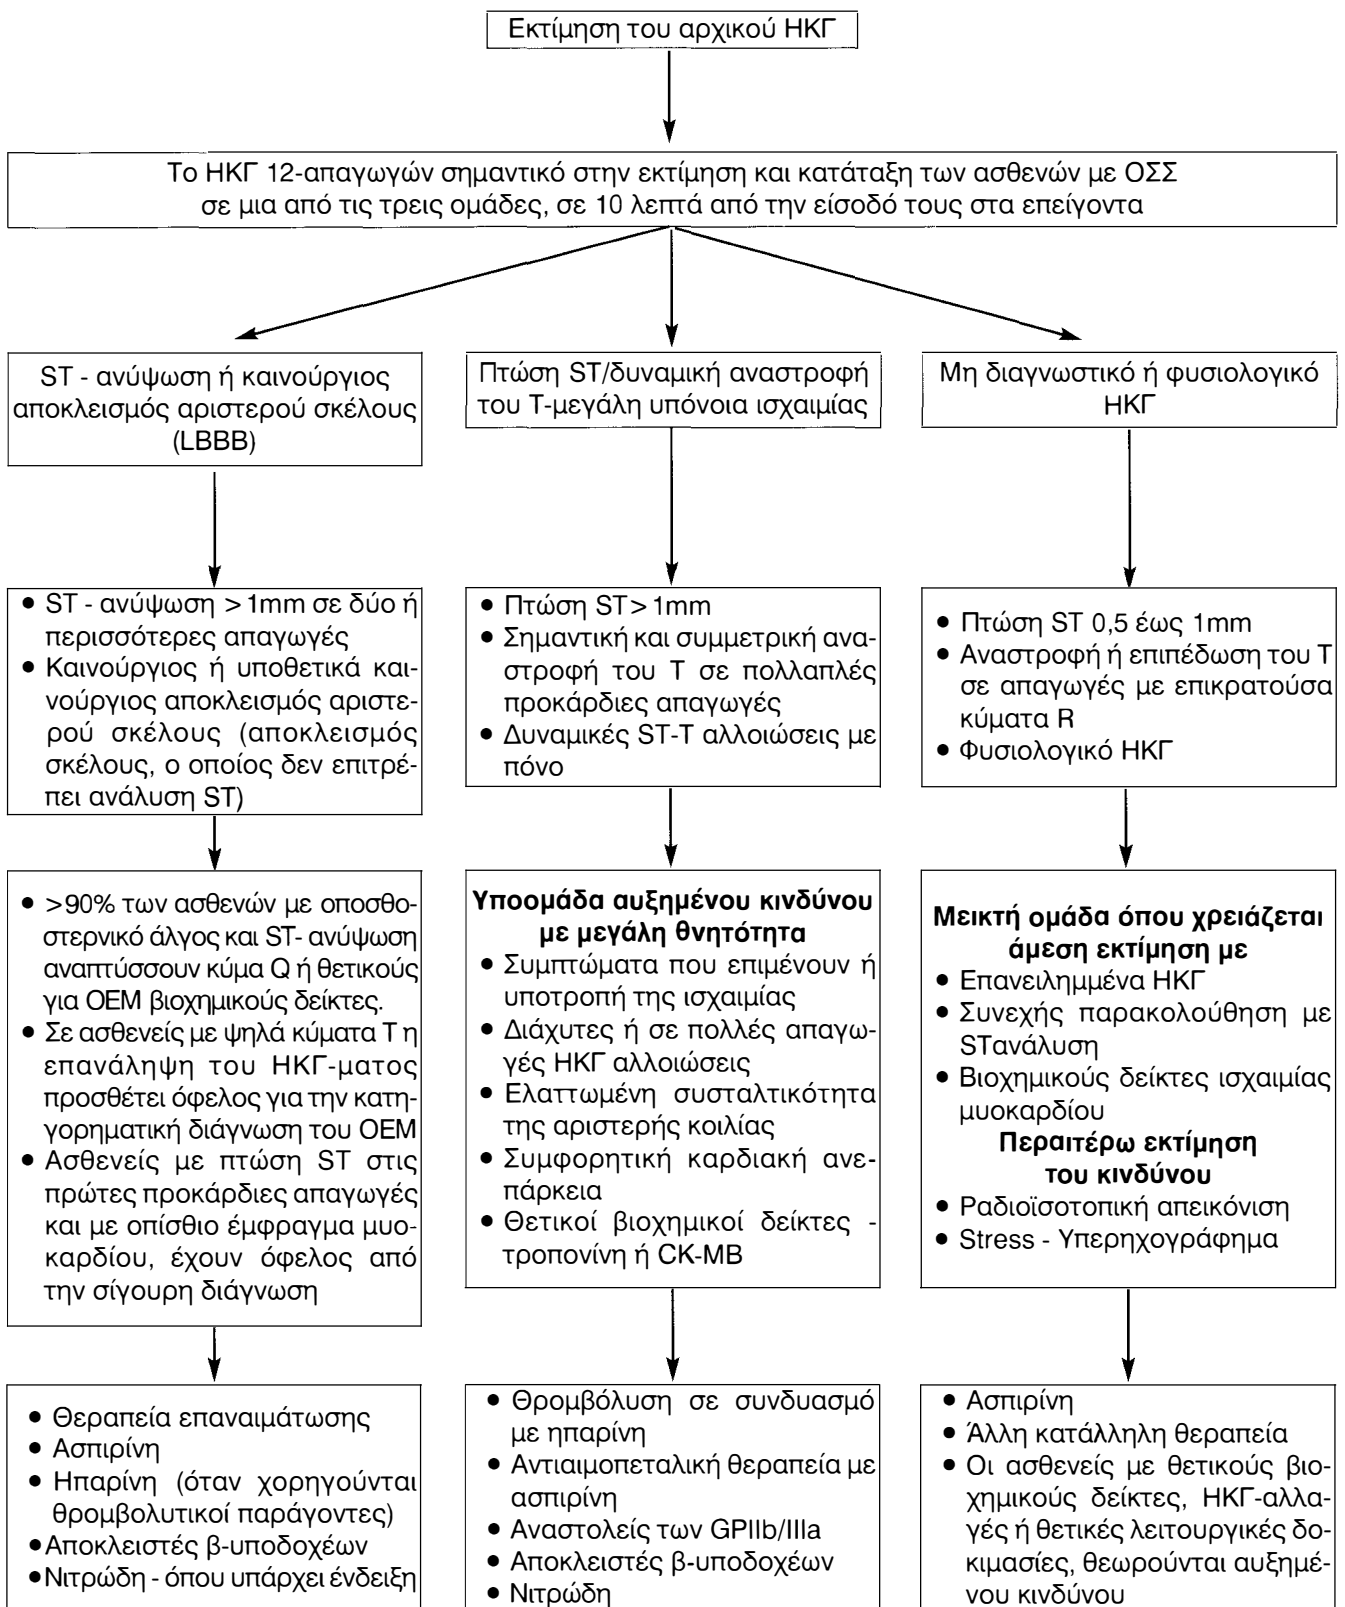 Εκτίμηση του αρχικού ΗΚΓ
Το ΗΚΓ 12-απαγωγών σημαντικό στην εκτίμηση και κατάταξη των ασθενών με ΟΣΣ
σε μια από τις τρεις ομάδες, σε 10 λεπτά από την είσοδό τους στα επείγοντα
ST - ανύψωση ή καινούργιος
αποκλεισμός αριστερού σκέλους
(LBBB)
Πτώση ST/δυναμική αναστροφή
του Τ-μεγάλη υπόνοια ισχαιμίας
Μη διαγνωστικό ή φυσιολογικό
ΗΚΓ
• ST - ανύψωση >1mm σε δύο ή
περισσότερες απαγωγές
• Καινούργιος ή υποθετικά και-
νούργιος αποκλεισμός αριστε-
ρού σκέλους (αποκλεισμός
σκέλους, ο οποίος δεν επιτρέ-
πει ανάλυση ST)
• Πτώση ST>1mm
• Σημαντική και συμμετρική ανα-
στροφή του Τ σε πολλαπλές
προκάρδιες απαγωγές
• Δυναμικές ST-T αλλοιώσεις με
πόνο
• Πτώση ST 0,5 έως 1mm
• Αναστροφή ή επιπέδωση του Τ
σε απαγωγές με επικρατούσα
κύματα R
• Φυσιολογικό ΗΚΓ
• >90% των ασθενών με οποσθο-
στερνικό άλγος και ST- ανύψωση
αναπτύσσουν κύμα Q ή θετικούς
για ΟΕΜ βιοχημικούς δείκτες.
• Σε ασθενείς με ψηλά κύματα Τ η
επανάληψη του ΗΚΓ-ματος
προσθέτει όφελος για την κατη-
γορηματική διάγνωση του ΟΕΜ
• Ασθενείς με πτώση ST στις
πρώτες προκάρδιες απαγωγές
και με οπίσθιο έμφραγμα μυο-
καρδίου, έχουν όφελος από
την σίγουρη διάγνωση
Υποομάδα αυξημένου κινδύνου
με μεγάλη θνητότητα
• Συμπτώματα που επιμένουν ή
υποτροπή της ισχαιμίας
• Διάχυτες ή σε πολλές απαγω-
γές ΗΚΓ αλλοιώσεις
• Ελαττωμένη συσταλτικότητα
της αριστερής κοιλίας
• Συμφορητική καρδιακή ανε-
πάρκεια
• Θετικοί βιοχημικοί δείκτες -
τροπονίνη ή CK-MB
Μεικτή ομάδα όπου χρειάζεται
άμεση εκτίμηση με
• Επανειλημμένα ΗΚΓ
• Συνεχής παρακολούθηση με
STανάλυση
• Βιοχημικούς δείκτες ισχαιμίας
μυοκαρδίου
Περαιτέρω εκτίμηση
του κινδύνου
• Ραδιοϊσοτοπική απεικόνιση
• Stress - Υπερηχογράφημα
• Θεραπεία επαναιμάτωσης
• Ασπιρίνη
• Ηπαρίνη (όταν χορηγούνται
θρομβολυτικοί παράγοντες)
•Αποκλειστές β-υποδοχέων
•Νιτρώδη - όπου υπάρχει ένδειξη
• Θρομβόλυση σε συνδυασμό
με ηπαρίνη
• Αντιαιμοπεταλική θεραπεία με
ασπιρίνη
• Αναστολείς των GPIIb/IIIa
• Αποκλειστές β-υποδοχέων
• Νιτρώδη
• Ασπιρίνη
• Άλλη κατάλληλη θεραπεία
• Οι ασθενείς με θετικούς βιο-
χημικούς δείκτες, ΗΚΓ-αλλα-
γές ή θετικές λειτουργικές δο-
κιμασίες, θεωρούνται αυξημέ-
νου κινδύνου